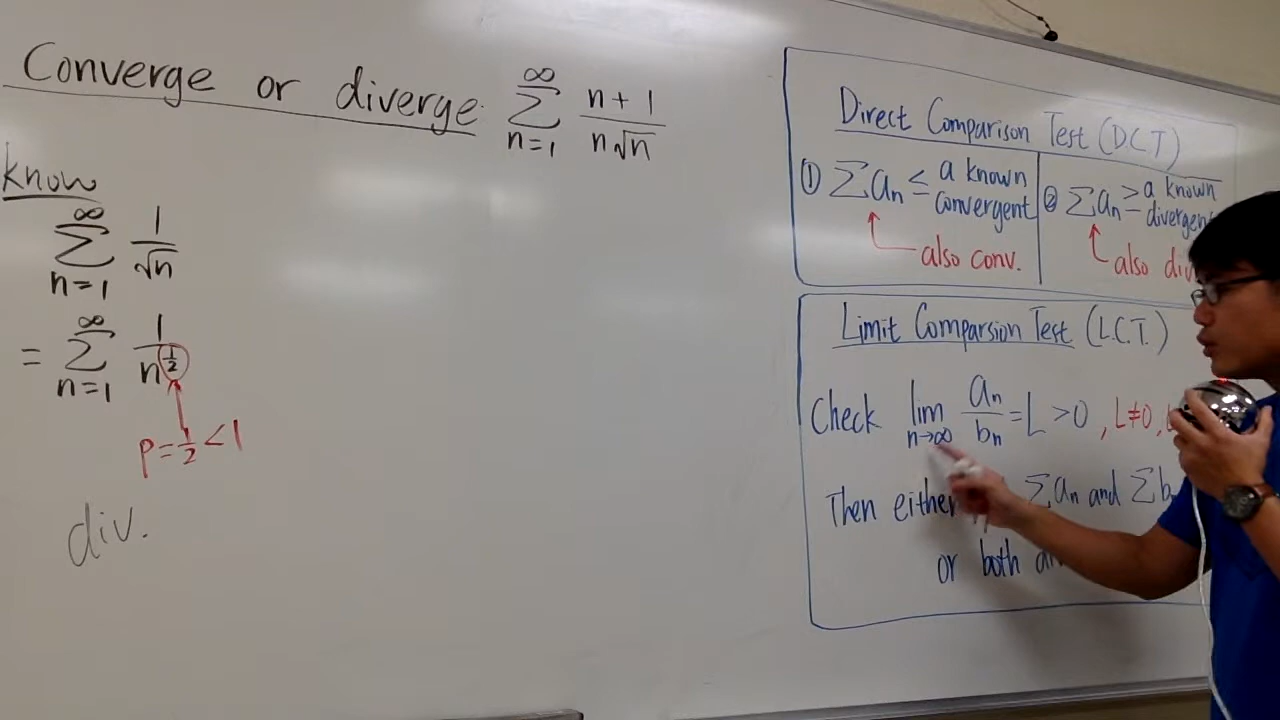 Converge or diverge: ∑_{n=1}^{∞} (n+1)/(n√n)
know
∑_{n=1}^{∞} 1/√n
= ∑_{n=1}^{∞} 1/n^{1/2}
p=1/2<1
div.
Direct Comparison Test (D.C.T)
① ∑an ≤ a known convergent
also conv.
② ∑an ≥ a known
also
Limit Comparsion Test (L.C.T.)
Check lim_{n→∞} an/bn = L >0, L≠0,
Then either ∑an and ∑
or both